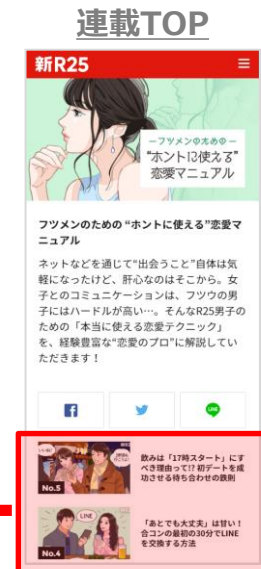 連載TOP
新R25
ーフツメンのための ー
"ホントに使える"
恋愛マニュアル
フツメンのための “ホントに使える”恋愛マ
ニュアル
ネットなどを通じて“出会うこと”自体は気
軽になったけど、肝心なのはそこから。女
子とのコミュニケーションは、フツウの男
子にはハードルが高い…。そんなR25男子の
ための「本当に使える恋愛テクニック」
を、経験豊富な“恋愛のプロ”に解説してい
ただきます！
LINE
No.5
飲みは「17時スタート」にす
べき理由って!? 初デートを成
功させる待ち合わせの鉄則
LINE
No.4
「あとでも大丈夫」は甘い！
合コンの最初の30分でLINE
を交換する方法